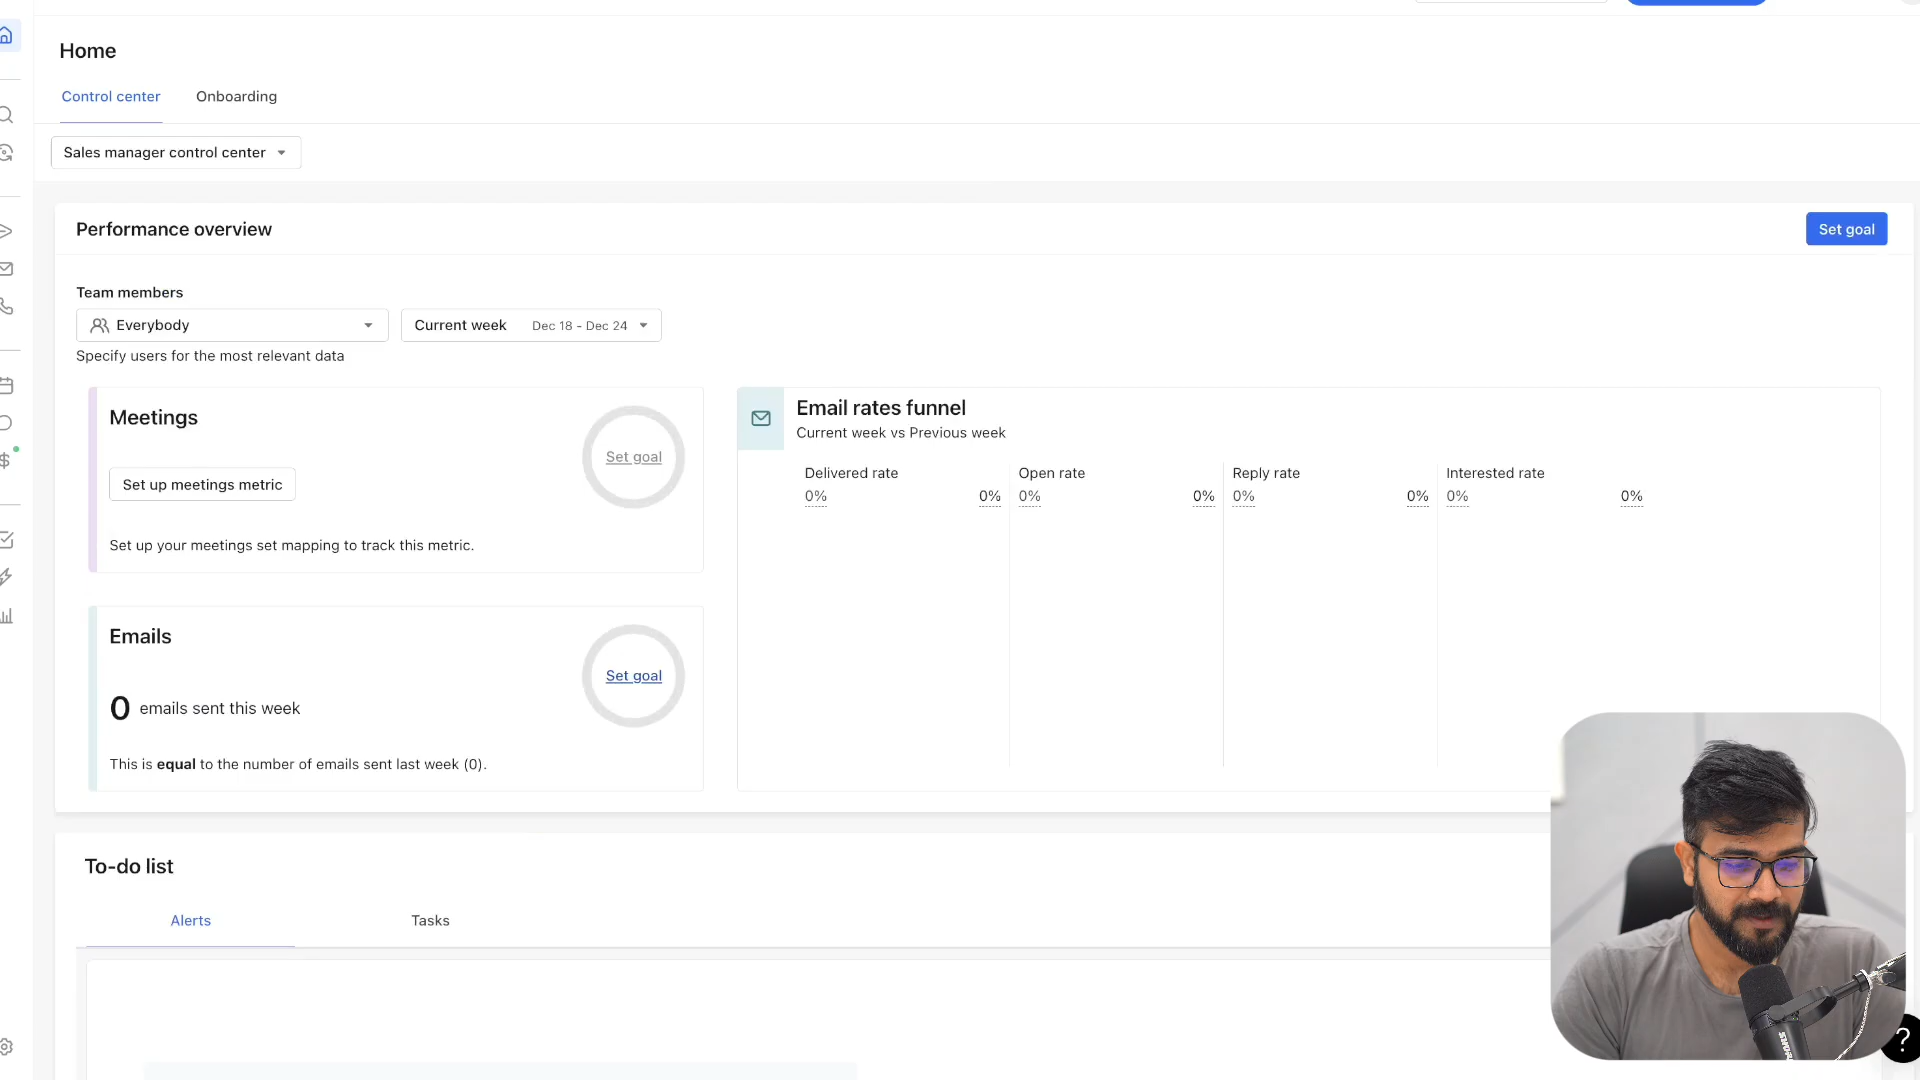 Home
Control center
Onboarding
Sales manager control center
Performance overview
Set goal
Team members
Everybody
Current week Dec 18 - Dec 24
Specify users for the most relevant data
Meetings
Set goal
Set up meetings metric
Set up your meetings set mapping to track this metric.
Email rates funnel
Current week vs Previous week
Delivered rate
0% 0%
Open rate
0% 0%
Reply rate
0% 0%
Interested rate
0% 0%
Emails
Set goal
0 emails sent this week
This is equal to the number of emails sent last week (0).
To-do list
Alerts
Tasks
?